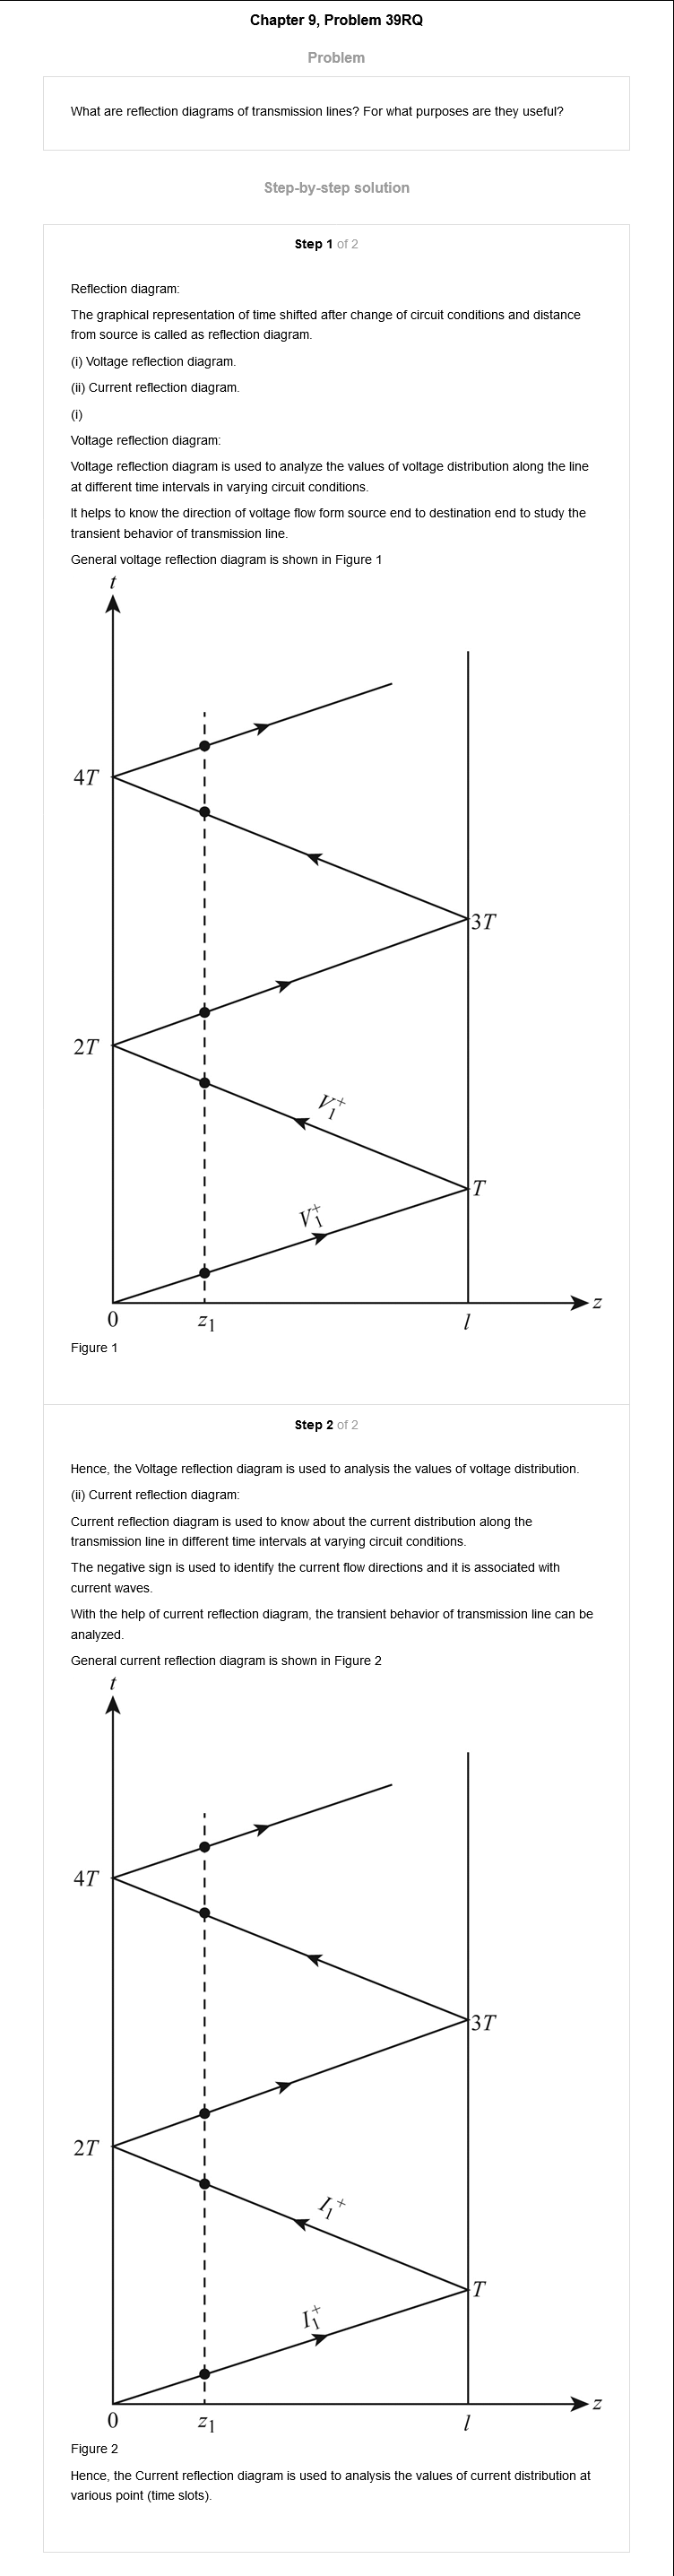 Chapter 9, Problem 39RQ
Problem
What are reflection diagrams of transmission lines? For what purposes are they useful?
Step-by-step solution
Step 1 of 2
Reflection diagram:
The graphical representation of time shifted after change of circuit conditions and distance
from source is called as reflection diagram.
(i) Voltage reflection diagram.
(ii) Current reflection diagram.
(i)
Voltage reflection diagram:
Voltage reflection diagram is used to analyze the values of voltage distribution along the line
at different time intervals in varying circuit conditions.
It helps to know the direction of voltage flow form source end to destination end to study the
transient behavior of transmission line.
General voltage reflection diagram is shown in Figure 1
t
4T
3T
2T
V₁⁺
T
V₁⁺
z
0 z₁ l
Figure 1
Step 2 of 2
Hence, the Voltage reflection diagram is used to analysis the values of voltage distribution.
(ii) Current reflection diagram:
Current reflection diagram is used to know about the current distribution along the
transmission line in different time intervals at varying circuit conditions.
The negative sign is used to identify the current flow directions and it is associated with
current waves.
With the help of current reflection diagram, the transient behavior of transmission line can be
analyzed.
General current reflection diagram is shown in Figure 2
t
4T
3T
2T
I₁⁺
T
I₁⁺
z
0 z₁ l
Figure 2
Hence, the Current reflection diagram is used to analysis the values of current distribution at
various point (time slots).